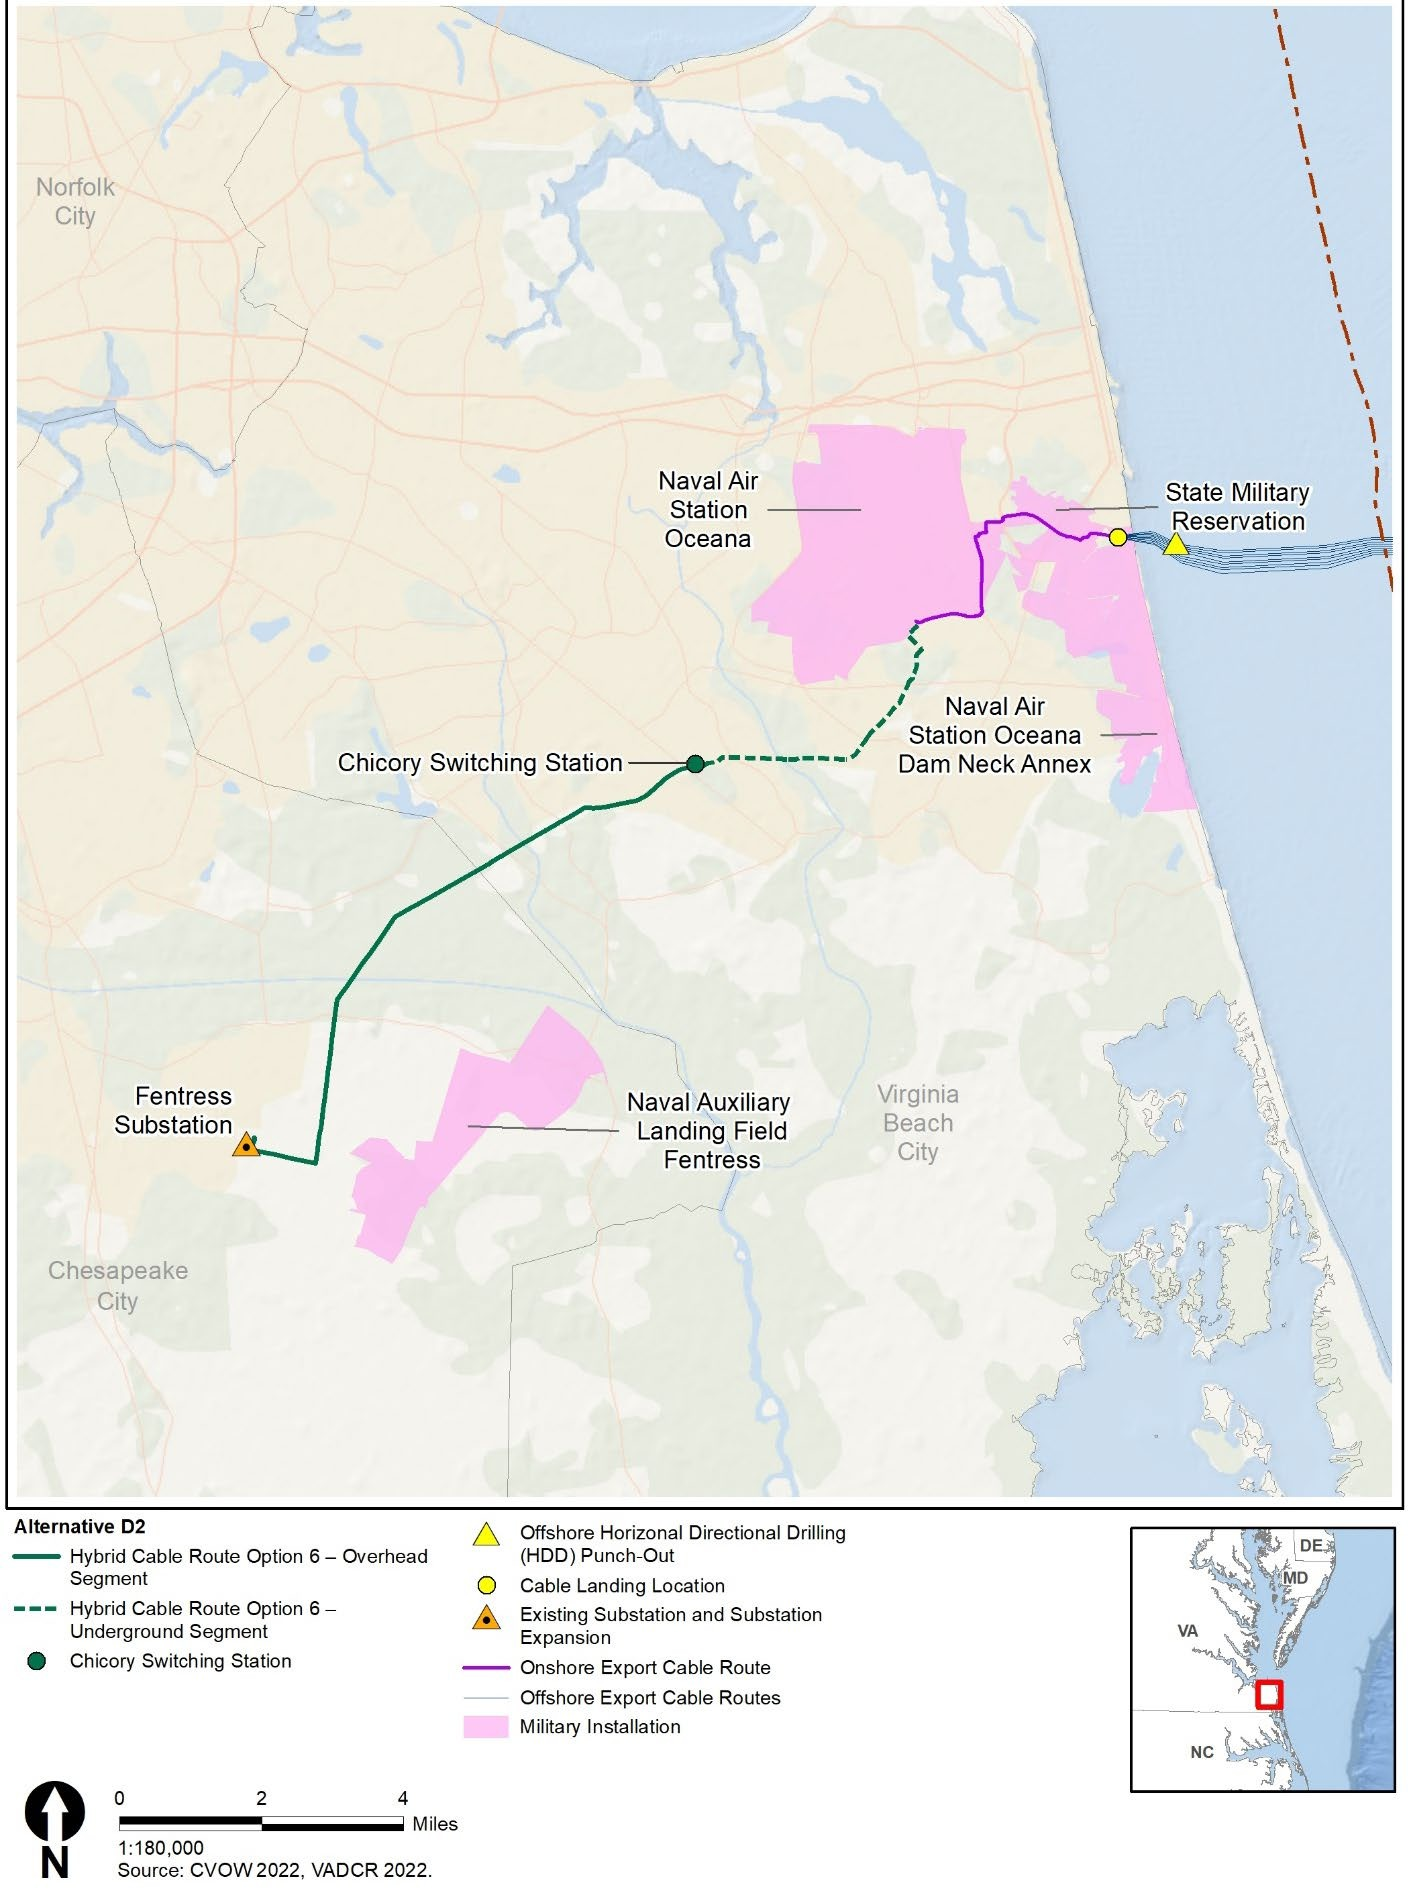 Norfolk
City
Naval Air
Station
Oceana
State Military
Reservation
Naval Air
Station Oceana
Dam Neck Annex
Chicory Switching Station
Fentress
Substation
Naval Auxiliary
Landing Field
Fentress
Virginia
Beach
City
Chesapeake
City
Alternative D2
Hybrid Cable Route Option 6 – Overhead
Segment
Hybrid Cable Route Option 6 –
Underground Segment
Chicory Switching Station
Offshore Horizonal Directional Drilling
(HDD) Punch-Out
Cable Landing Location
Existing Substation and Substation
Expansion
Onshore Export Cable Route
Offshore Export Cable Routes
Military Installation
DE
MD
VA
NC
N
0 2 4
Miles
1:180,000
Source: CVOW 2022, VADCR 2022.